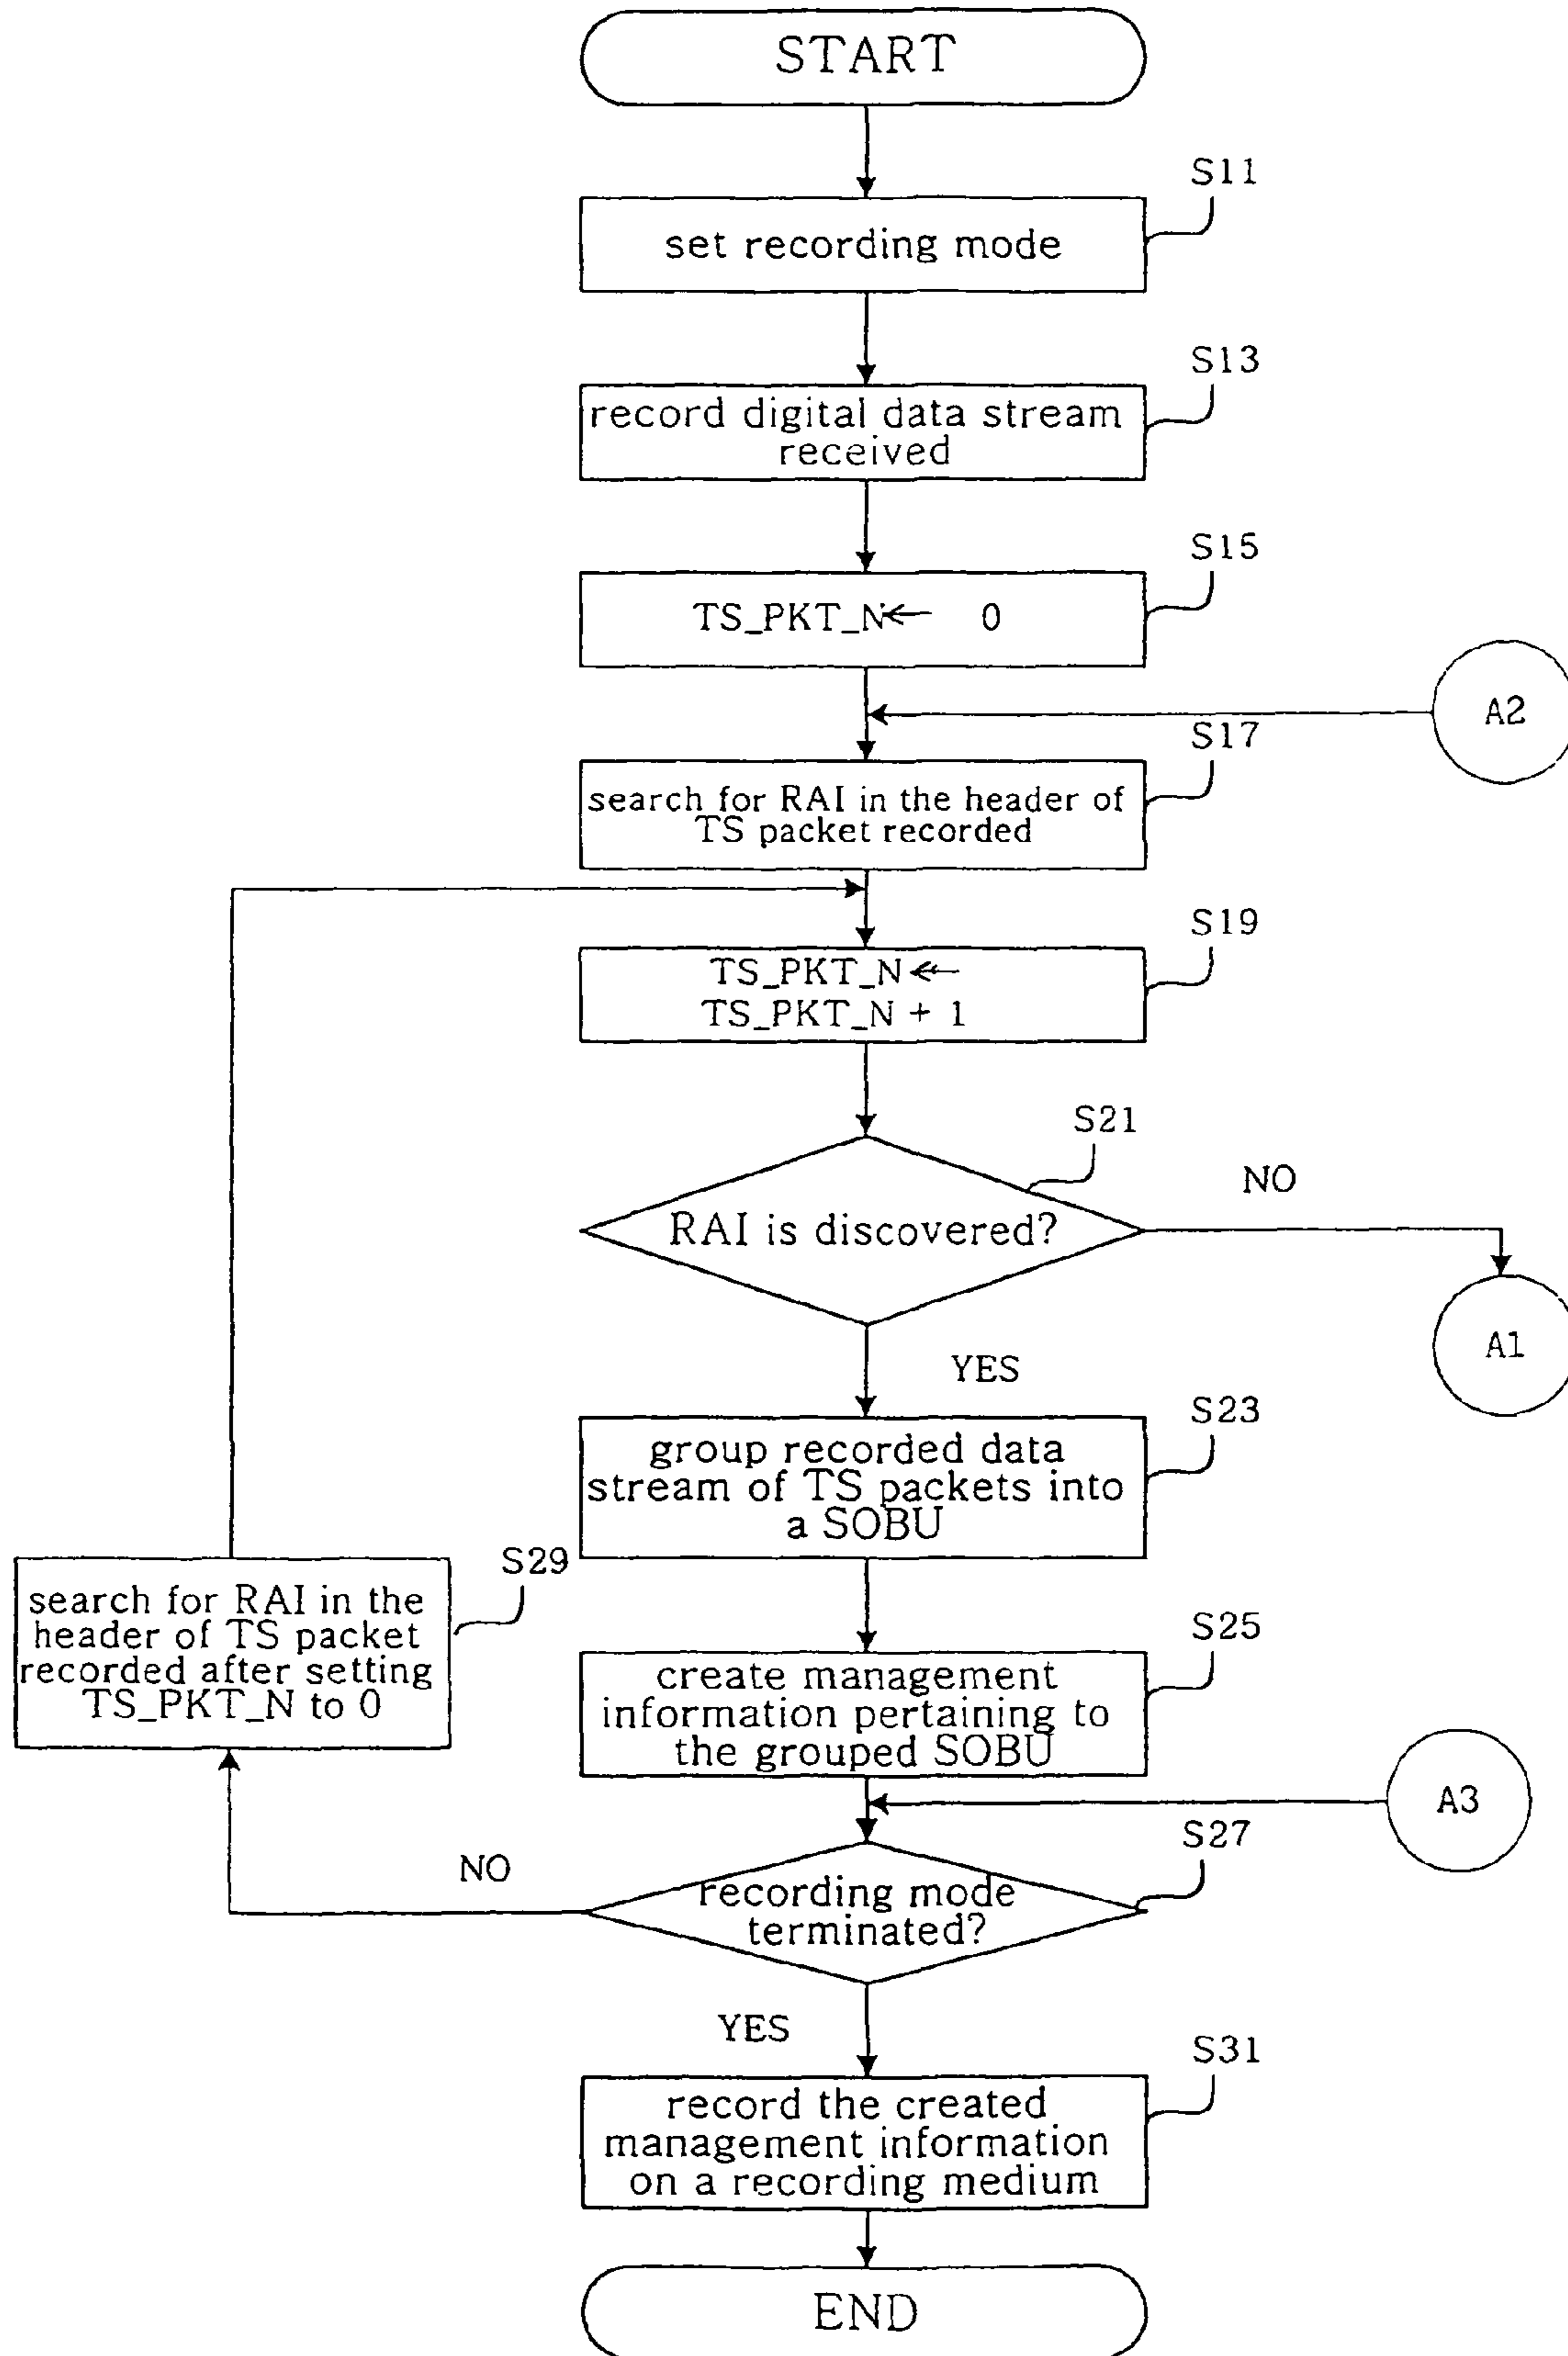 START
S11
set recording mode
S13
record digital data stream
received
S15
TS_PKT_N← 0
A2
S17
search for RAI in the header of
TS packet recorded
S19
TS_PKT_N←
TS_PKT_N + 1
S21
NO
RAI is discovered?
A1
YES
S23
group recorded data
stream of TS packets into
a SOBU
S29
search for RAI in the
header of TS packet
recorded after setting
TS_PKT_N to 0
S25
create management
information pertaining to
the grouped SOBU
A3
S27
NO
recording mode
terminated?
YES
S31
record the created
management information
on a recording medium
END